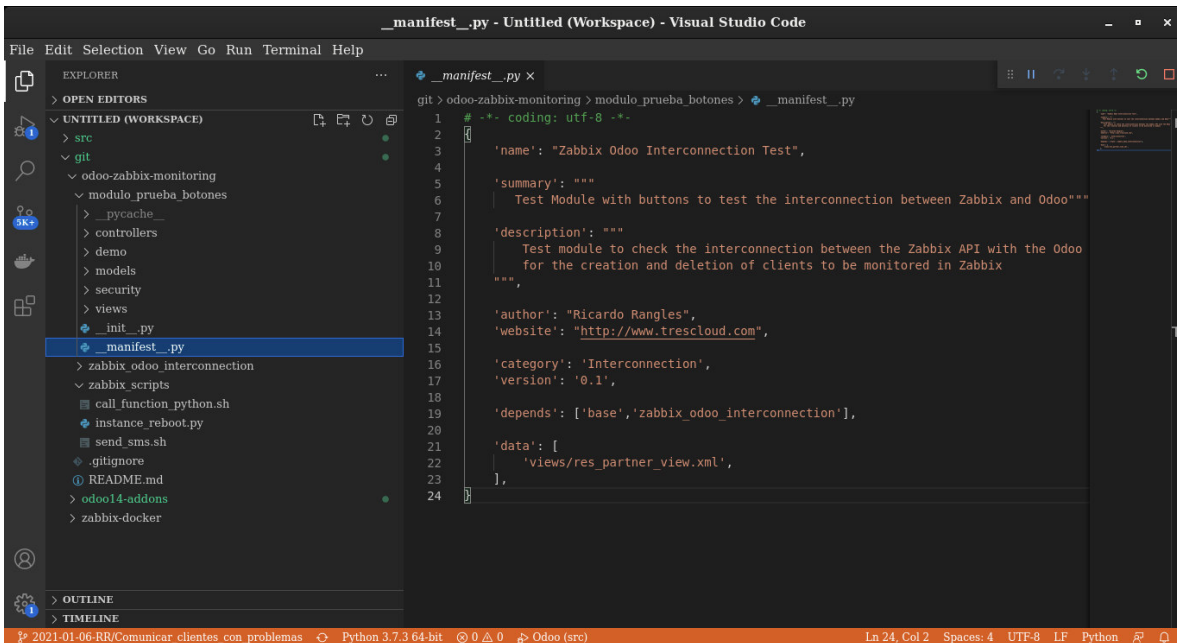 __manifest__.py - Untitled (Workspace) - Visual Studio Code
File Edit Selection View Go Run Terminal Help
EXPLORER
OPEN EDITORS
UNTITLED (WORKSPACE)
src
git
odoo-zabbix-monitoring
modulo_prueba_botones
__pycache__
controllers
demo
models
security
views
__init__.py
__manifest__.py
zabbix_odoo_interconnection
zabbix_scripts
call_function_python.sh
instance_reboot.py
send_sms.sh
.gitignore
README.md
odoo14-addons
zabbix-docker
OUTLINE
TIMELINE
1
5K+
1
__manifest__.py
git > odoo-zabbix-monitoring > modulo_prueba_botones > __manifest__.py
1 # -*- coding: utf-8 -*-
2 {
3 'name': "Zabbix Odoo Interconnection Test",
4
5 'summary': """
6 Test Module with buttons to test the interconnection between Zabbix and Odoo"""
7
8 'description': """
9 Test module to check the interconnection between the Zabbix API with the Odoo
10 for the creation and deletion of clients to be monitored in Zabbix
11 """,
12
13 'author': "Ricardo Rangles",
14 'website': "http://www.trescloud.com",
15
16 'category': 'Interconnection',
17 'version': '0.1',
18
19 'depends': ['base','zabbix_odoo_interconnection'],
20
21 'data': [
22 'views/res_partner_view.xml',
23 ],
24 }
2021-01-06-RR/Comunicar_clientes_con_problemas Python 3.7.3 64-bit 0 0 Odoo (src) Ln 24, Col 2 Spaces: 4 UTF-8 LF Python